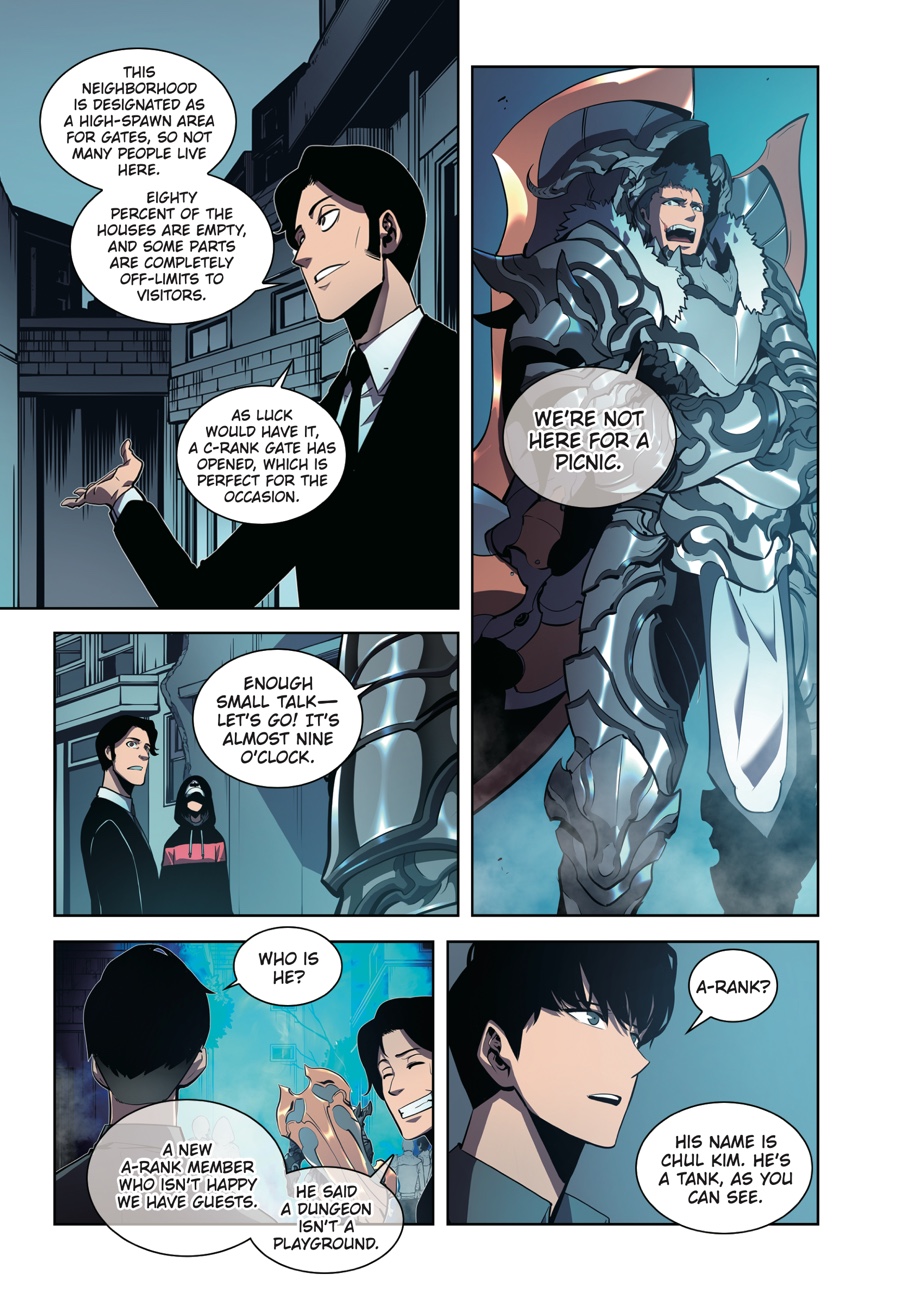 THIS
NEIGHBORHOOD
IS DESIGNATED AS
A HIGH-SPAWN AREA
FOR GATES, SO NOT
MANY PEOPLE LIVE
HERE.
EIGHTY
PERCENT OF THE
HOUSES ARE EMPTY,
AND SOME PARTS
ARE COMPLETELY
OFF-LIMITS TO
VISITORS.
AS LUCK
WOULD HAVE IT,
A C-RANK GATE HAS
OPENED, WHICH IS
PERFECT FOR THE
OCCASION.
WE'RE NOT
HERE FOR A
PICNIC.
ENOUGH
SMALL TALK—
LET'S GO! IT'S
ALMOST NINE
O'CLOCK.
WHO IS
HE?
A NEW
A-RANK MEMBER
WHO ISN'T HAPPY
WE HAVE GUESTS.
HE SAID
A DUNGEON
ISN'T A
PLAYGROUND.
A-RANK?
HIS NAME IS
CHUL KIM. HE'S
A TANK, AS YOU
CAN SEE.